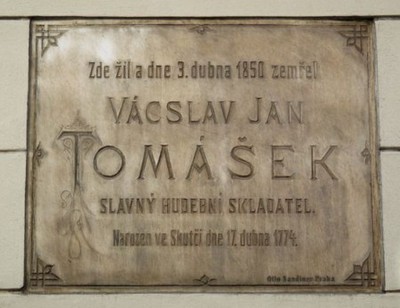 Zde žil a dne 3. dubna 1850 zemřel
VÁCSLAV JAN
TOMÁŠEK
SLAVNÝ HUDEBNÍ SKLADATEL.
Narozen ve Skutči dne 17. dubna 1774.